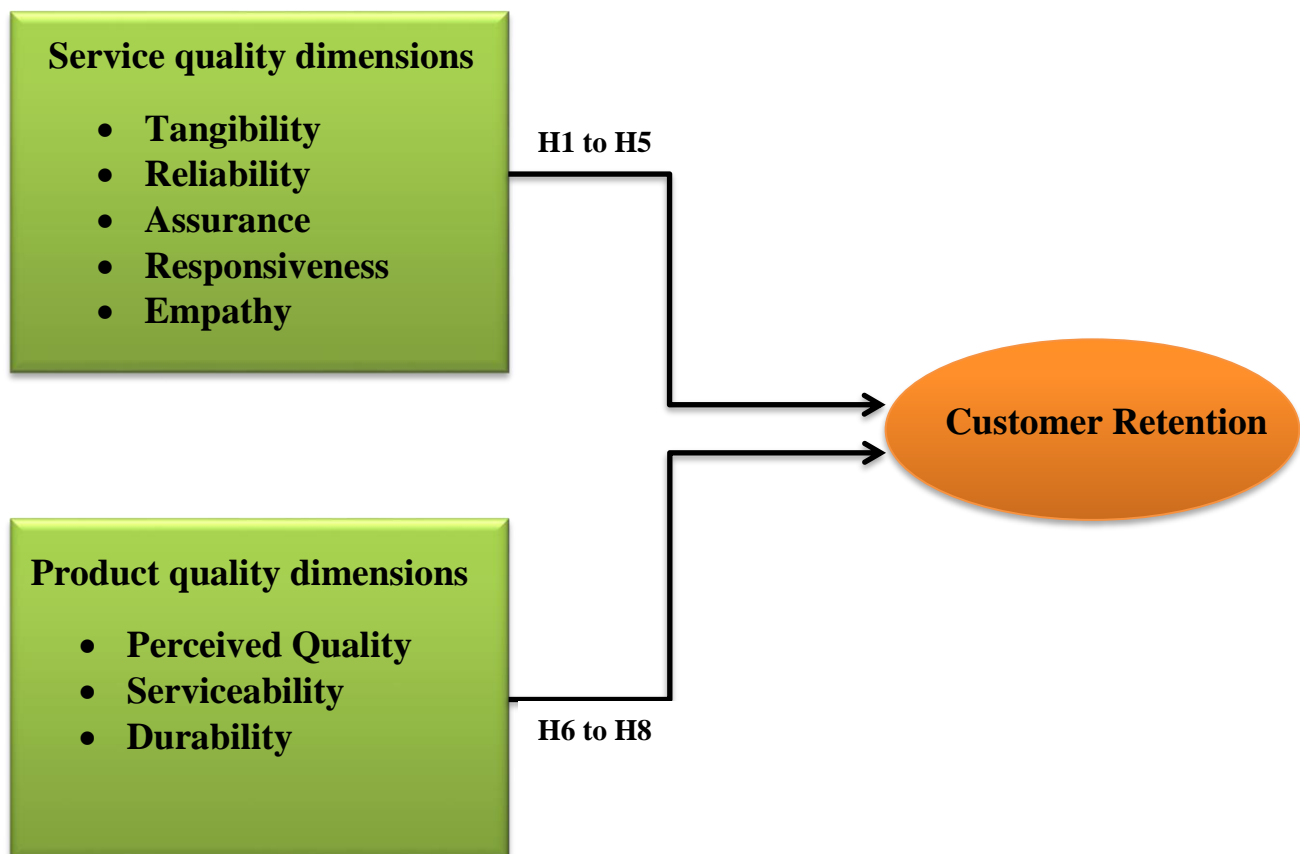 Service quality dimensions
• Tangibility
• Reliability
• Assurance
• Responsiveness
• Empathy
H1 to H5
Customer Retention
Product quality dimensions
• Perceived Quality
• Serviceability
• Durability
H6 to H8